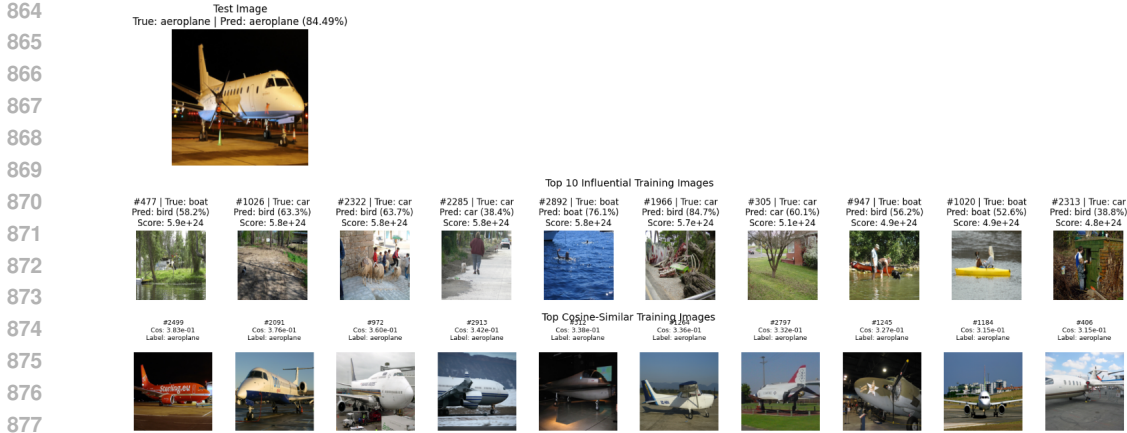 864
Test Image
True: aeroplane | Pred: aeroplane (84.49%)
865
866
867
868
869
Top 10 Influential Training Images
870
#477 | True: boat
Pred: bird (58.2%)
Score: 5.9e+24
#1026 | True: car
Pred: bird (63.3%)
Score: 5.8e+24
#2322 | True: car
Pred: bird (63.7%)
Score: 5.8e+24
#2285 | True: car
Pred: car (38.4%)
Score: 5.8e+24
#2892 | True: boat
Pred: boat (76.1%)
Score: 5.8e+24
#1966 | True: car
Pred: bird (84.7%)
Score: 5.7e+24
#305 | True: car
Pred: car (60.1%)
Score: 5.1e+24
#947 | True: boat
Pred: bird (56.2%)
Score: 4.9e+24
#1020 | True: boat
Pred: boat (52.6%)
Score: 4.9e+24
#2313 | True: car
Pred: bird (38.8%)
Score: 4.8e+24
871
872
873
Top Cosine-Similar Training Images
874
#2499
Cos: 3.83e-01
Label: aeroplane
#2091
Cos: 3.76e-01
Label: aeroplane
#972
Cos: 3.60e-01
Label: aeroplane
#2913
Cos: 3.42e-01
Label: aeroplane
#312
Cos: 3.38e-01
Label: aeroplane
#1264
Cos: 3.36e-01
Label: aeroplane
#2797
Cos: 3.32e-01
Label: aeroplane
#1245
Cos: 3.27e-01
Label: aeroplane
#1184
Cos: 3.15e-01
Label: aeroplane
#406
Cos: 3.15e-01
Label: aeroplane
875
876
877